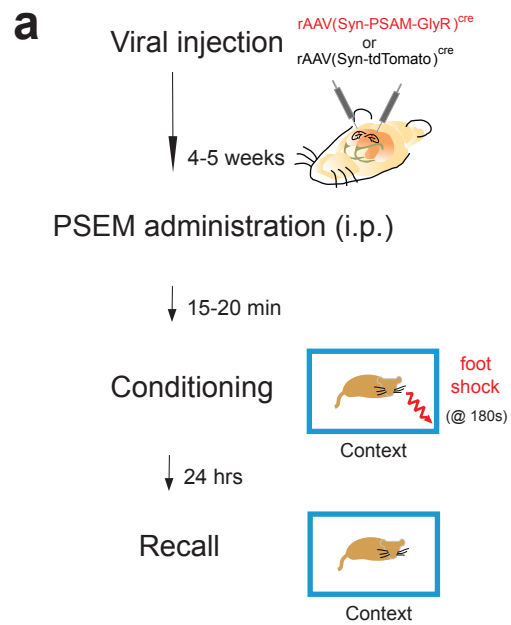 a
Viral injection
rAAV(Syn-PSAM-GlyR)cre
or
rAAV(Syn-tdTomato)cre
4-5 weeks
PSEM administration (i.p.)
15-20 min
Conditioning
foot
shock
(@ 180s)
Context
24 hrs
Recall
Context